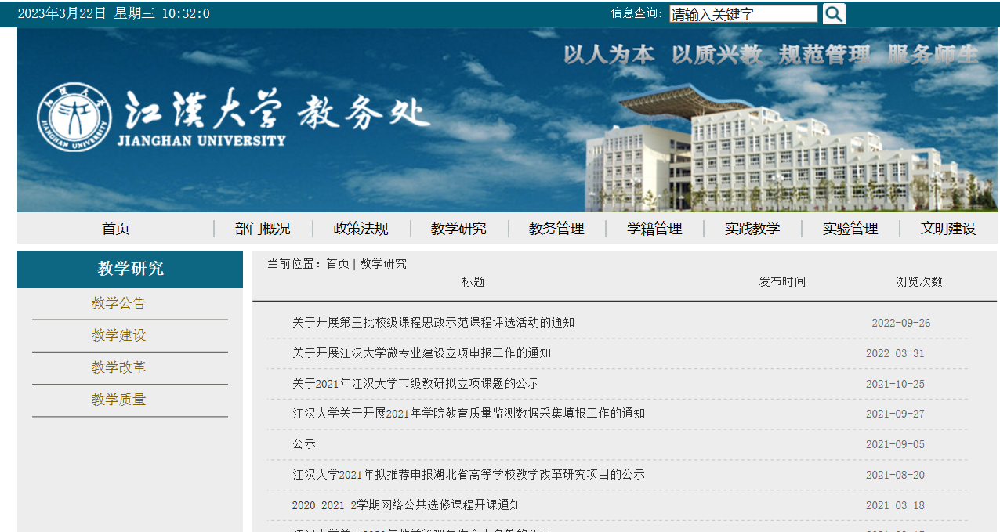 2023年3月22日 星期三 10:32:0 信息查询: 请输入关键字
以人为本 以质兴教 规范管理 服务师生
江漢大学 教务处
JIANGHAN UNIVERSITY
首页 部门概况 政策法规 教学研究 教务管理 学籍管理 实践教学 实验管理 文明建设
教学研究
教学公告
教学建设
教学改革
教学质量
当前位置：首页 | 教学研究
标题 发布时间 浏览次数
关于开展第三批校级课程思政示范课程评选活动的通知 2022-09-26
关于开展江汉大学微专业建设立项申报工作的通知 2022-03-31
关于2021年江汉大学市级教研拟立项课题的公示 2021-10-25
江汉大学关于开展2021年学院教育质量监测数据采集填报工作的通知 2021-09-27
公示 2021-09-05
江汉大学2021年拟推荐申报湖北省高等学校教学改革研究项目的公示 2021-08-20
2020-2021-2学期网络公共选修课程开课通知 2021-03-18